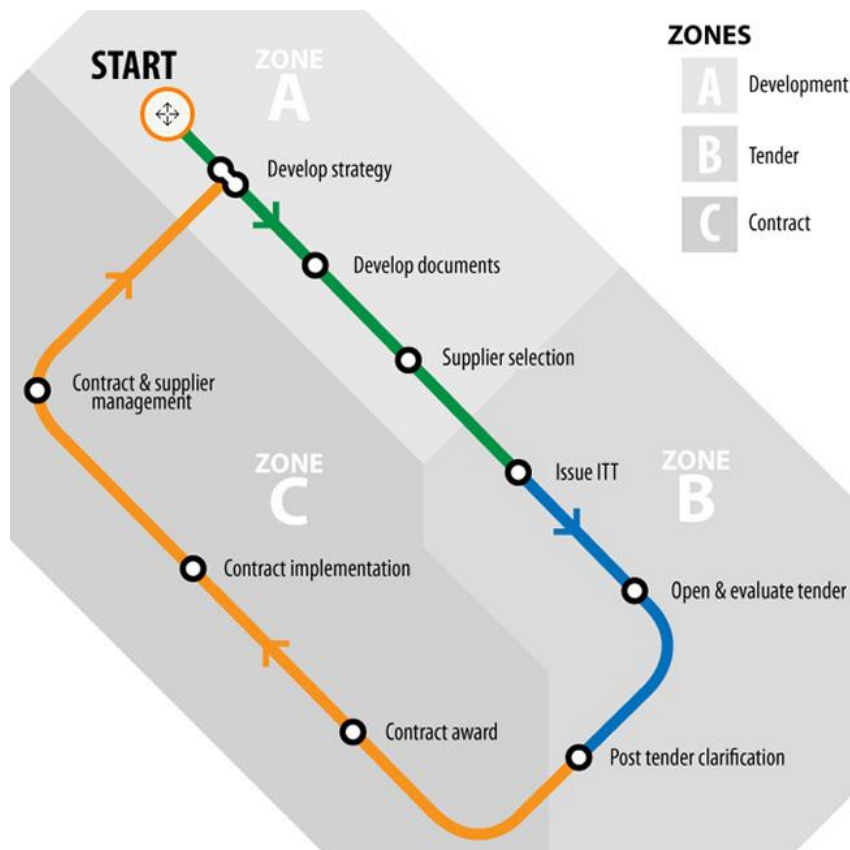 START
ZONE
A
ZONES
A
Development
B
Tender
C
Contract
Develop strategy
Develop documents
Supplier selection
Contract & supplier
management
ZONE
C
ZONE
B
Issue ITT
Contract implementation
Open & evaluate tender
Contract award
Post tender clarification